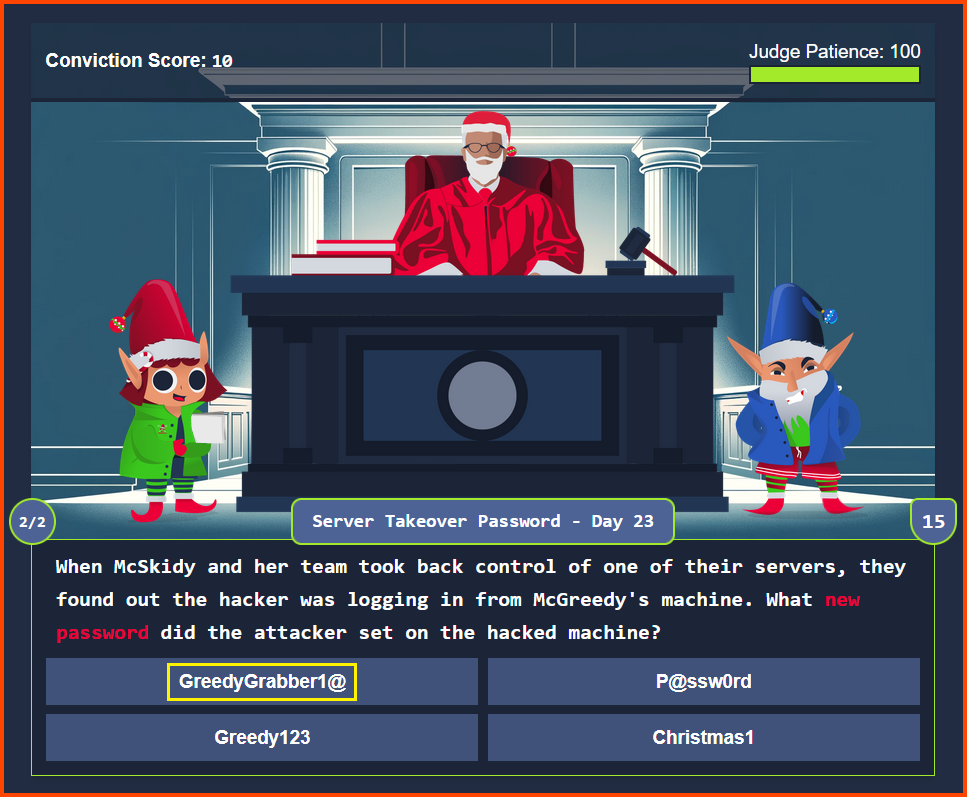 Conviction Score: 10
Judge Patience: 100
2/2
Server Takeover Password - Day 23
15
When McSkidy and her team took back control of one of their servers, they
found out the hacker was logging in from McGreedy's machine. What new
password did the attacker set on the hacked machine?
GreedyGrabber1@
P@ssw0rd
Greedy123
Christmas1